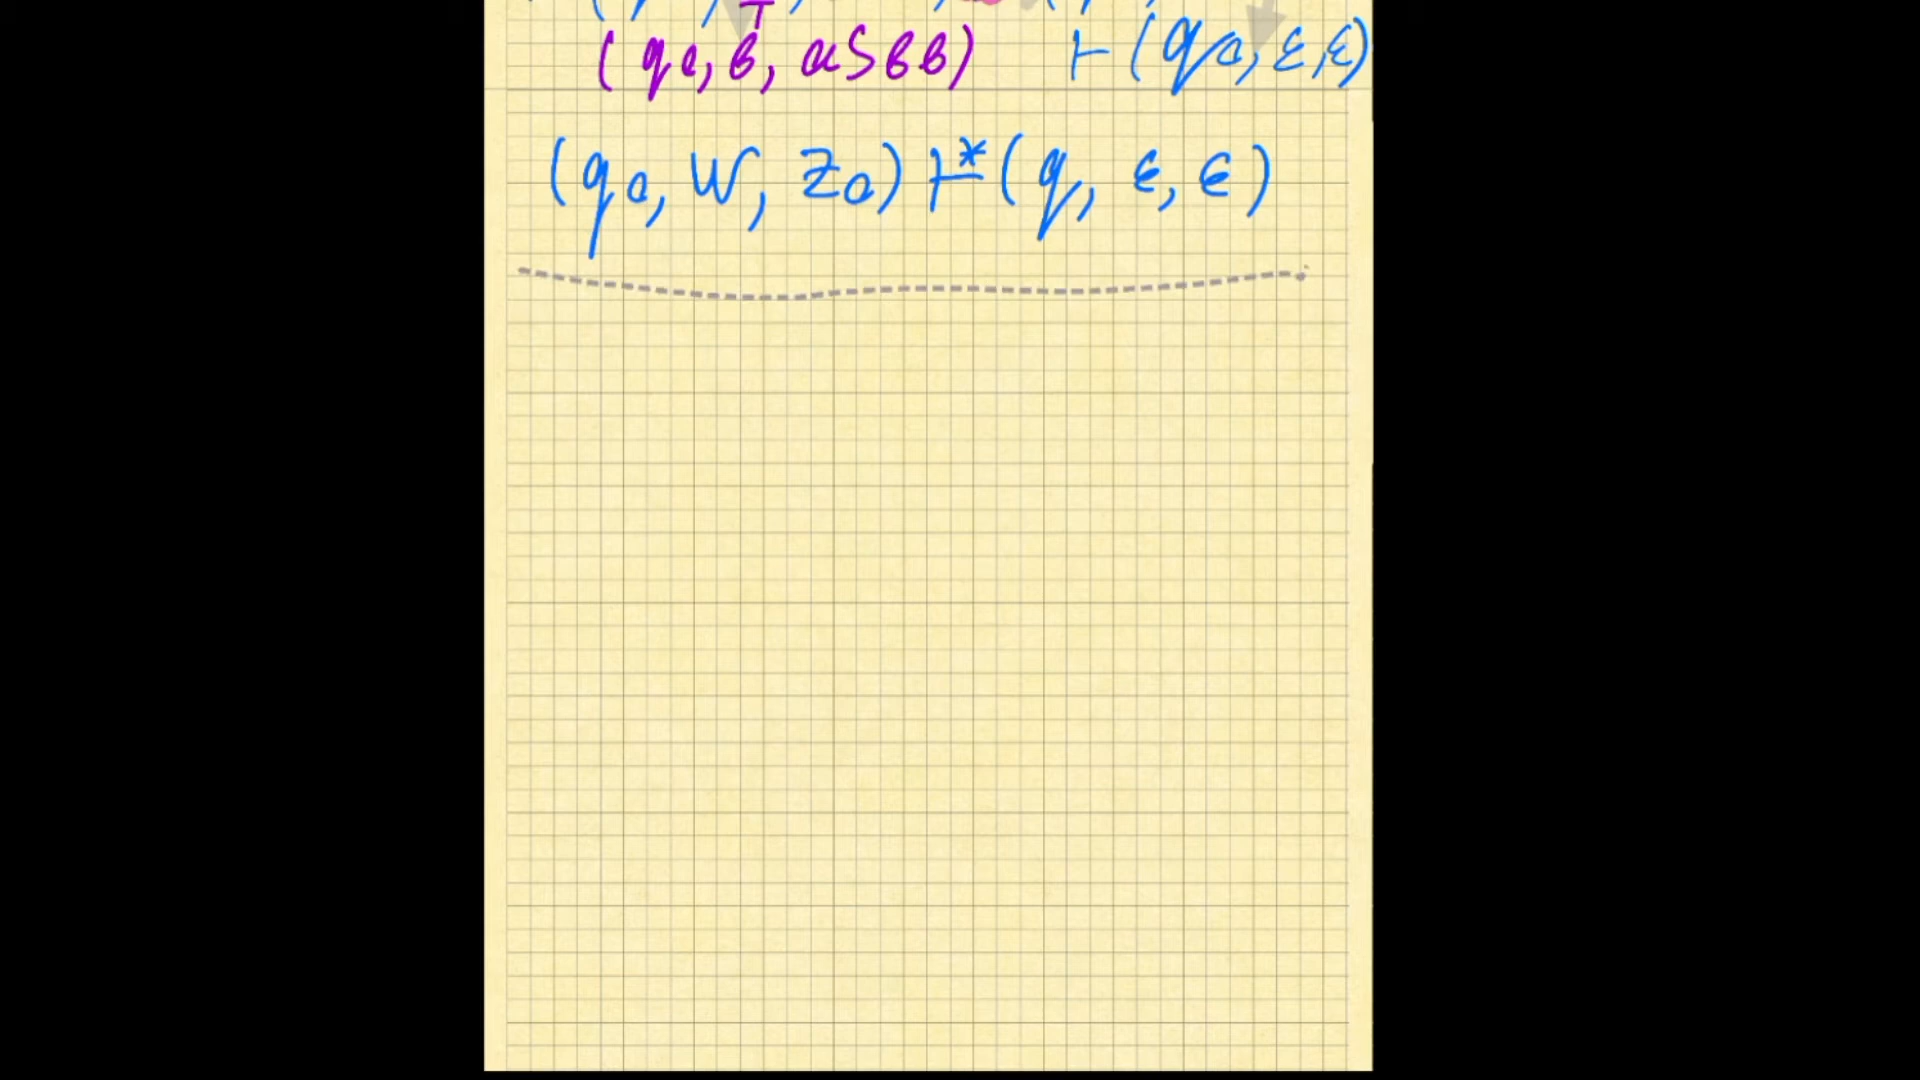 (q0, b, aSbb) ⊢ (q0, ε, ε)
(q0, W, Z0) ⊢* (q, ε, ε)